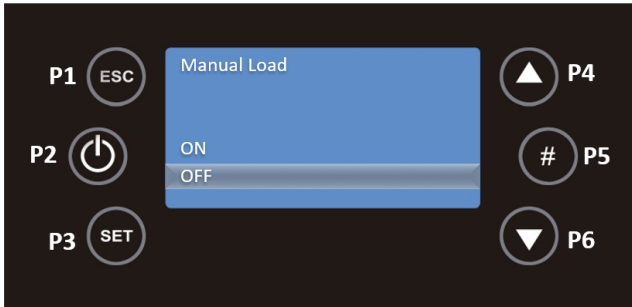 P1 ESC
Manual Load
P4
P2
ON
# P5
OFF
P3 SET
P6